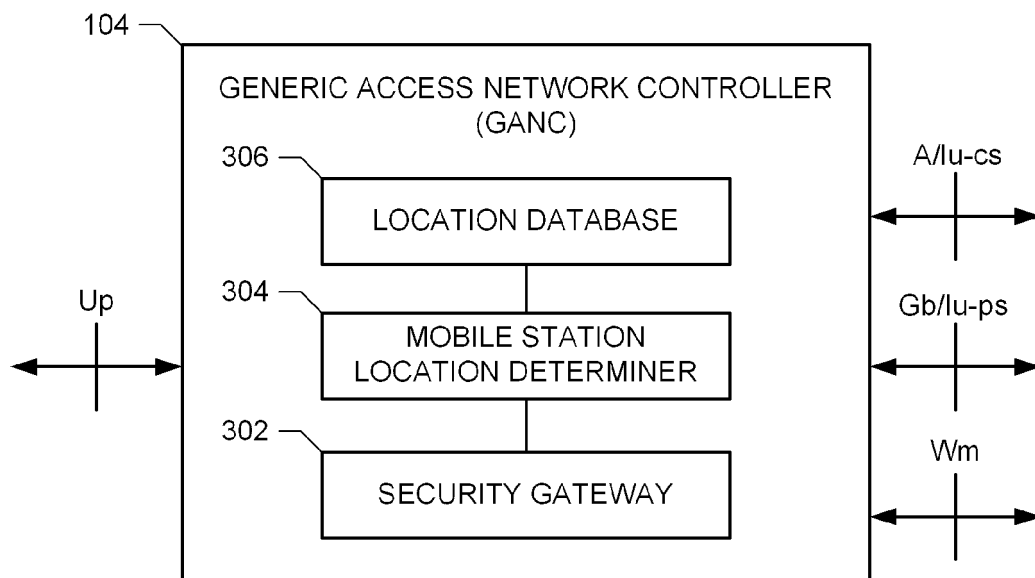 104
GENERIC ACCESS NETWORK CONTROLLER
(GANC)
306
LOCATION DATABASE
A/Iu-cs
304
MOBILE STATION
LOCATION DETERMINER
Up
Gb/Iu-ps
302
SECURITY GATEWAY
Wm